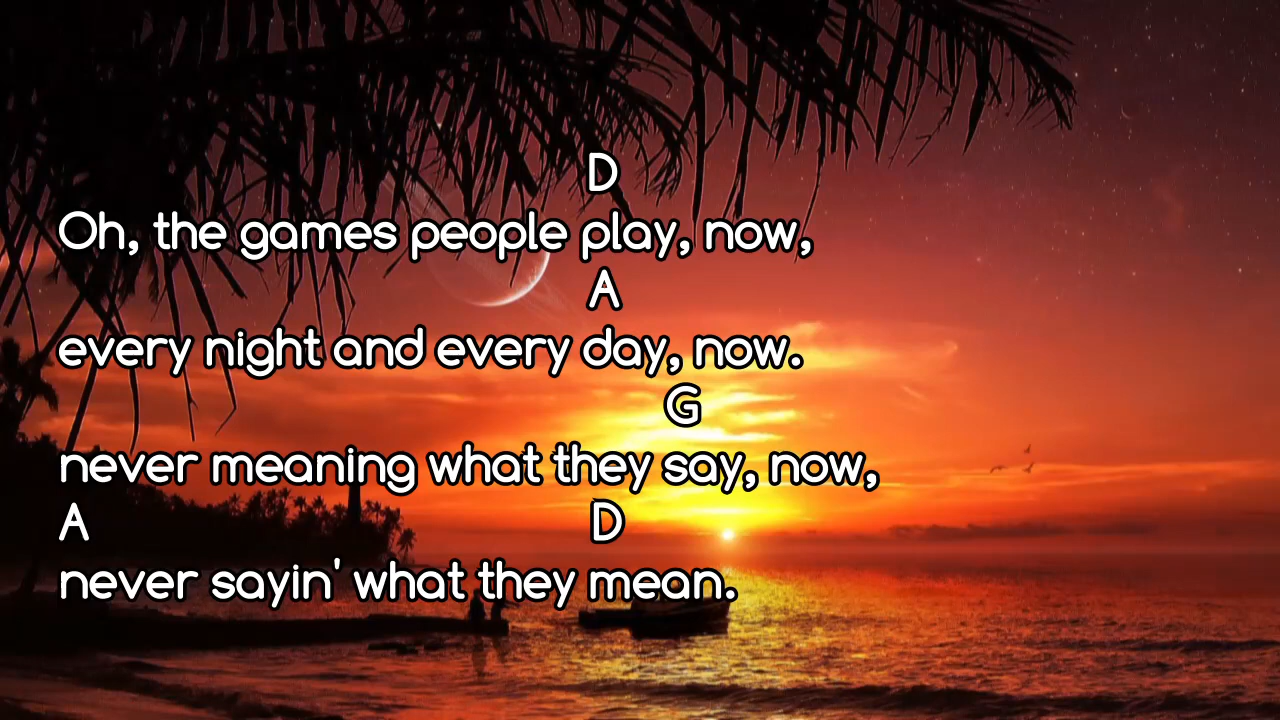 D
Oh, the games people play, now,
A
every night and every day, now.
G
never meaning what they say, now,
A D
never sayin' what they mean.